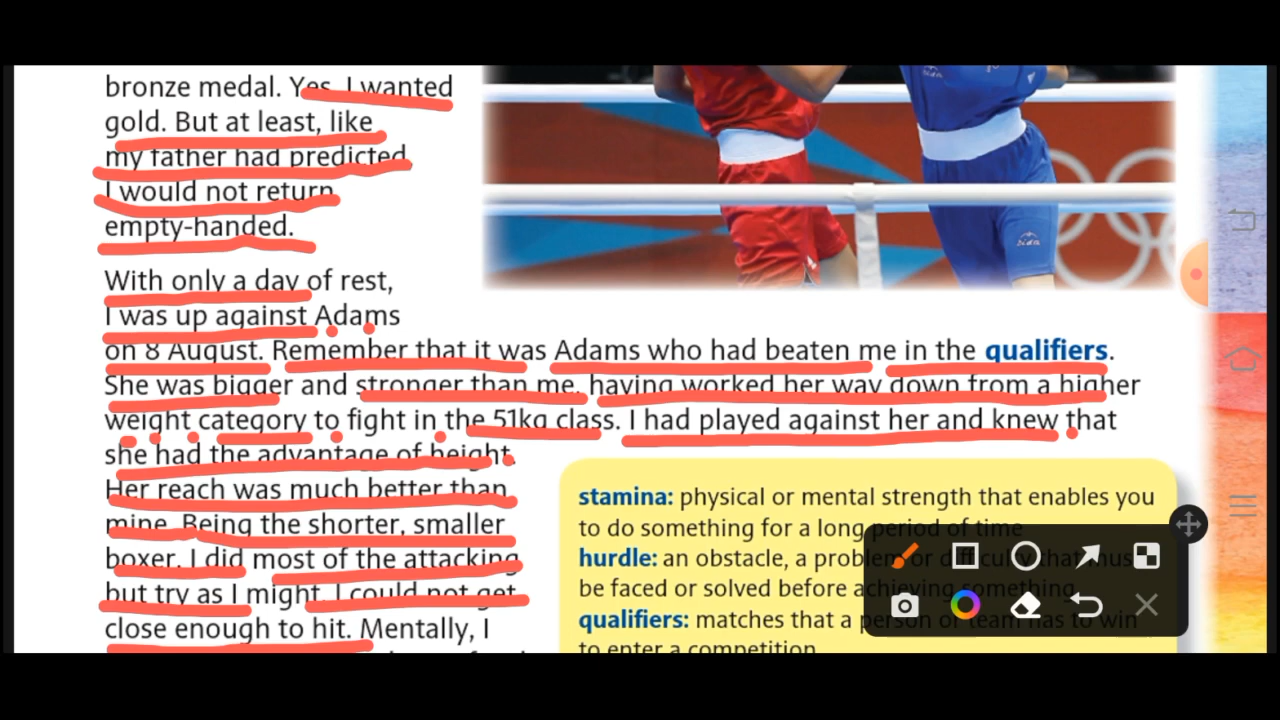 bronze medal. Yes, I wanted
gold. But at least, like
my father had predicted
I would not return
empty-handed.
With only a day of rest,
I was up against Adams
on 8 August. Remember that it was Adams who had beaten me in the qualifiers.
She was bigger and stronger than me, having worked her way down from a higher
weight category to fight in the 51kg class. I had played against her and knew that
she had the advantage of height.
Her reach was much better than
mine. Being the shorter, smaller
boxer, I did most of the attacking
but try as I might, I could not get
close enough to hit. Mentally, I
stamina: physical or mental strength that enables you
to do something for a long period of time
hurdle: an obstacle, a problem or difficulty that must
be faced or solved before achieving something
qualifiers: matches that a person or team has to win
to enter a competition